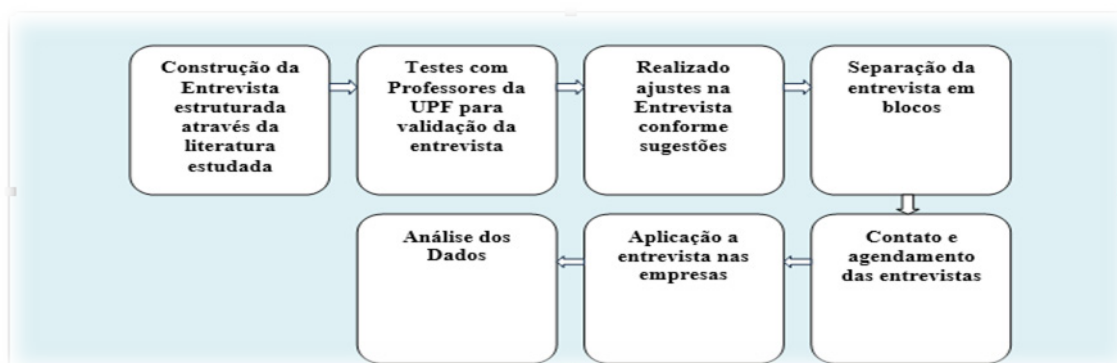 Construção da
Entrevista
estruturada
através da
literatura
estudada
Testes com
Professores da
UPF para
validação da
entrevista
Realizado
ajustes na
Entrevista
conforme
sugestões
Separação da
entrevista em
blocos
Contato e
agendamento
das entrevistas
Aplicação a
entrevista nas
empresas
Análise dos
Dados